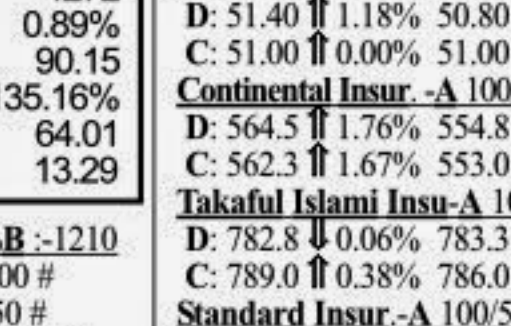 0.89%
90.15
135.16%
64.01
13.29
B :-1210
00 #
50 #
D: 51.40 ⇑ 1.18% 50.80
C: 51.00 ⇑ 0.00% 51.00
Continental Insur. -A 100
D: 564.5 ⇑ 1.76% 554.8
C: 562.3 ⇑ 1.67% 553.0
Takaful Islami Insu-A 10
D: 782.8 ⇓ 0.06% 783.3
C: 789.0 ⇑ 0.38% 786.0
Standard Insur.-A 100/5